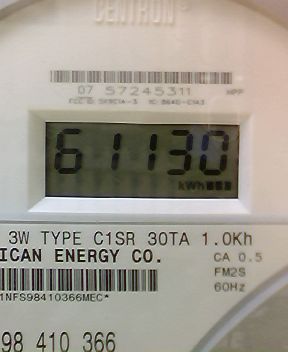 CENTRON®
07 57245311
HPP
61130
kWh
3W TYPE C1SR 30TA 1.0Kh
ICAN ENERGY CO.
CA 0.5
FM2S
60Hz
1NFS98410366MEC*
98 410 366